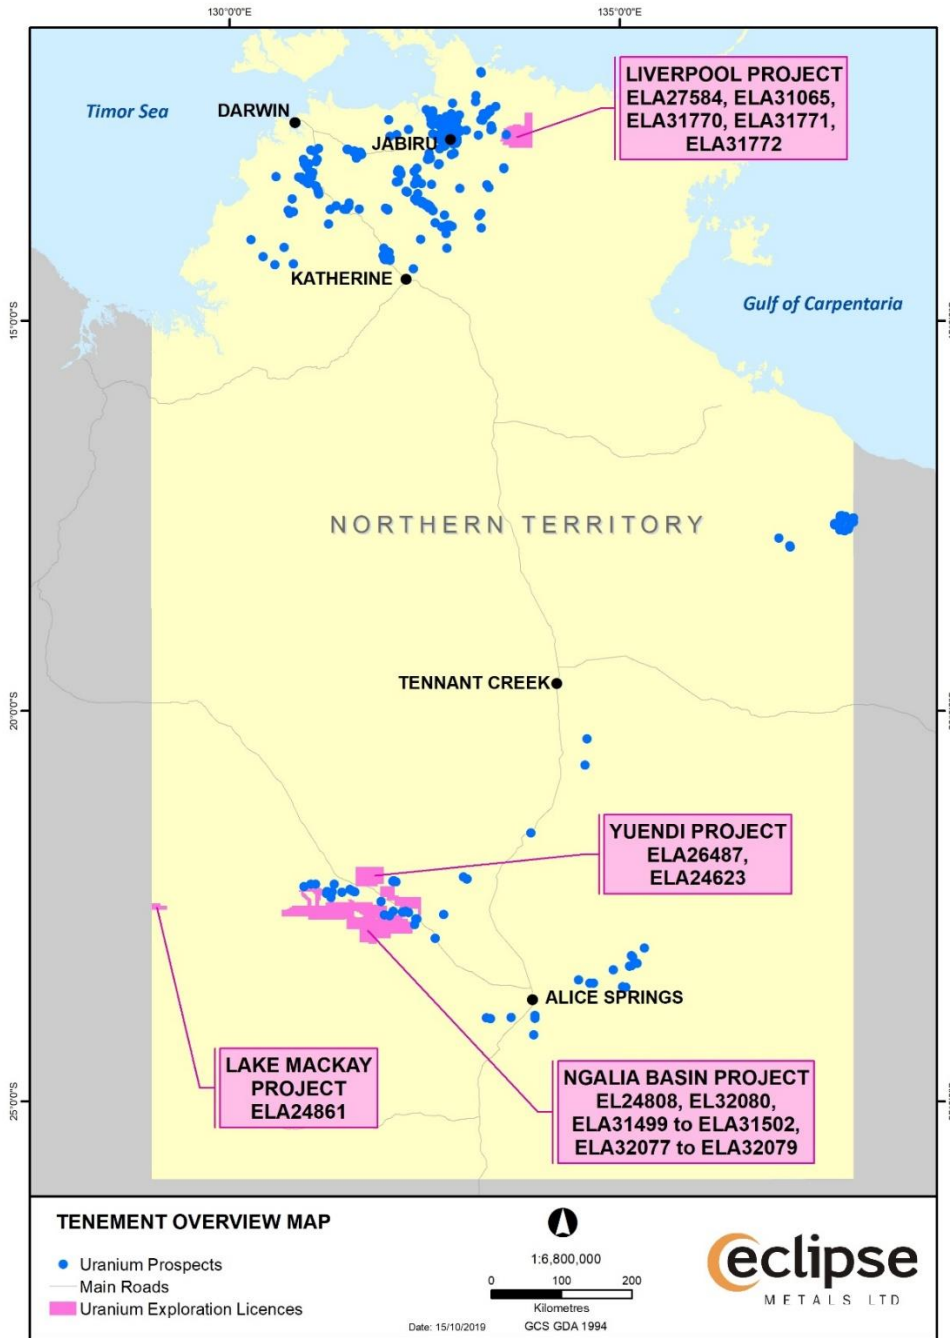 130°0'0"E
135°0'0"E
LIVERPOOL PROJECT
ELA27584, ELA31065,
ELA31770, ELA31771,
ELA31772
Timor Sea
DARWIN
JABIRU
KATHERINE
Gulf of Carpentaria
15°0'0"S
NORTHERN TERRITORY
TENNANT CREEK
20°0'0"S
YUENDI PROJECT
ELA26487,
ELA24623
ALICE SPRINGS
LAKE MACKAY
PROJECT
ELA24861
NGALIA BASIN PROJECT
EL24808, EL32080,
ELA31499 to ELA31502,
ELA32077 to ELA32079
25°0'0"S
TENEMENT OVERVIEW MAP
Uranium Prospects
Main Roads
Uranium Exploration Licences
1:6,800,000
0 100 200
Kilometres
Date: 15/10/2019
GCS GDA 1994
eclipse
METALS LTD